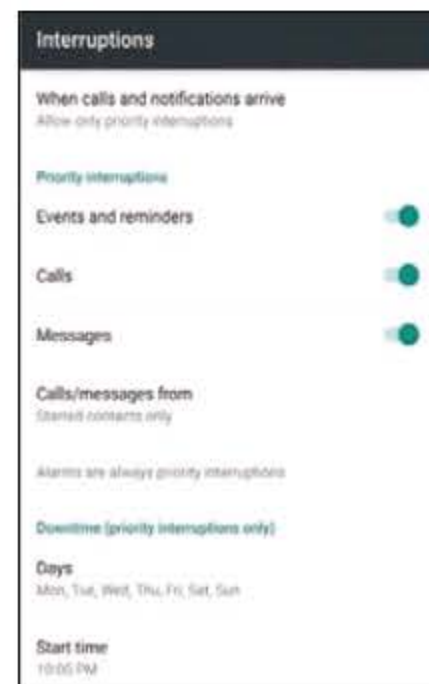 Interruptions
When calls and notifications arrive
Allow only priority interruptions
Priority interruptions
Events and reminders
Calls
Messages
Calls/messages from
Starred contacts only
Alarms are always priority interruptions
Downtime (priority interruptions only)
Days
Mon, Tue, Wed, Thu, Fri, Sat, Sun
Start time
10:05 PM